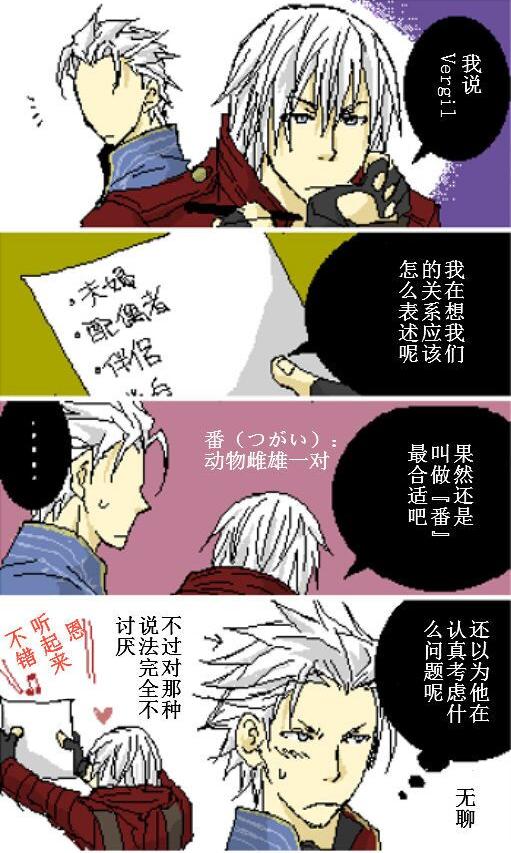 我说
Vergil
我在想我们
的关系应该
怎么表述呢
・夫婚
・配偶者
・伴侣
番（つがい）：
动物雌雄一对
果然还是
叫做『番』
最合适吧
．．．．．
还以为他在
认真考虑什
么问题呢
无聊
不过对那种
说法完全不
讨厌
恩
听起来
不错